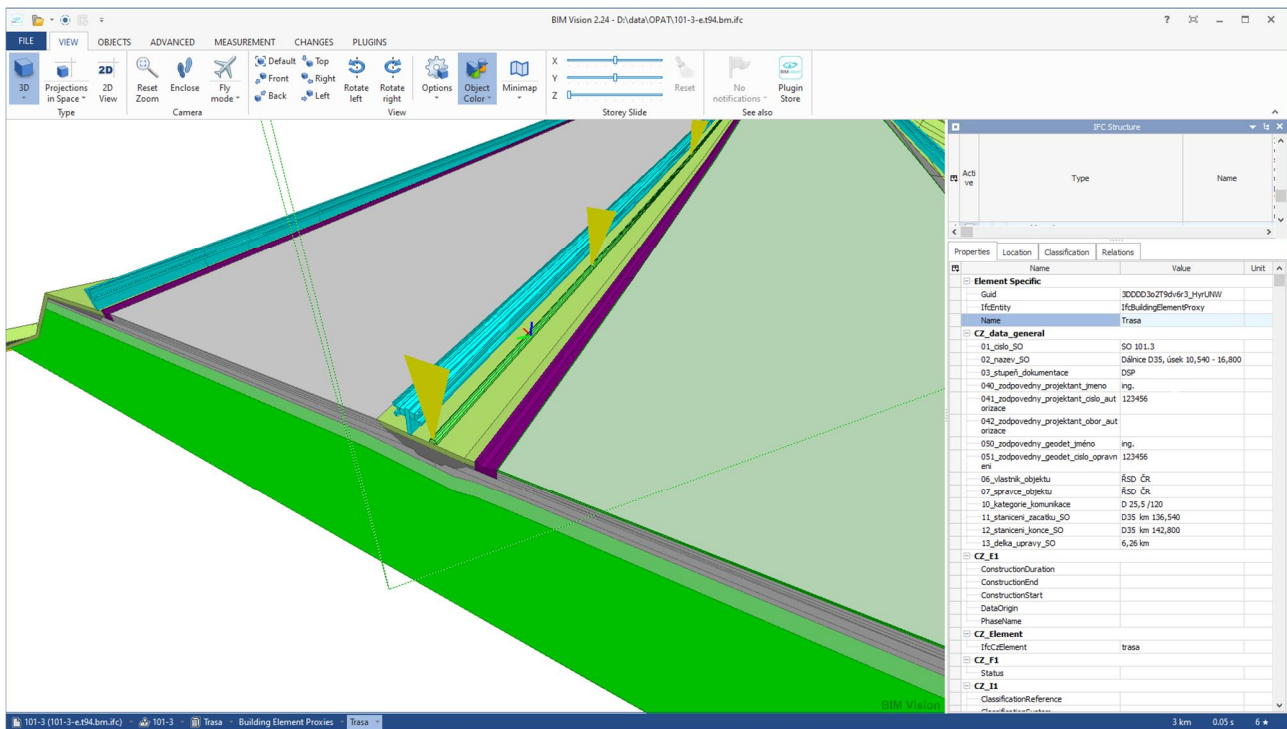 BIM Vision 2.24 - D:\data\OPAT\101-3-e.t94.bm.ifc
FILE VIEW OBJECTS ADVANCED MEASUREMENT CHANGES PLUGINS
3D
Projections in Space
2D
2D View
Type
Reset Zoom
Enclose
Fly mode
Camera
Default Top
Front Right
Back Left
Rotate left
Rotate right
Options
Object Color
Minimap
View
X
Y
Z
Reset
Storey Slide
No notifications
Plugin Store
See also
IFC Structure
Active Type Name
Properties Location Classification Relations
Name Value Unit
Element Specific
Guid 3DDDD3o2T9dv6r3_HyrUNW
IfcEntity IfcBuildingElementProxy
Name Trasa
CZ_data_general
01_cislo_SO SO 101.3
02_nazev_SO Dálnice D35, úsek 10,540 - 16,800
03_stupeň_dokumentace DSP
040_zodpovedny_projektant_jmeno ing.
041_zodpovedny_projektant_cislo_aut 123456
orizace
042_zodpovedny_projektant_obor_aut
orizace
050_zodpovedny_geodet_jméno ing.
051_zodpovedny_geodet_cislo_opravn 123456
eni
06_vlastnik_objektu ŘSD ČR
07_spravce_objektu ŘSD ČR
10_kategorie_komunikace D 25,5 /120
11_staniceni_zacatku_SO D35 km 136,540
12_staniceni_konce_SO D35 km 142,800
13_delka_upravy_SO 6,26 km
CZ_E1
ConstructionDuration
ConstructionEnd
ConstructionStart
DataOrigin
PhaseName
CZ_Element
IfcCzElement trasa
CZ_F1
Status
CZ_I1
ClassificationReference
BIM Vision
101-3 (101-3-e.t94.bm.ifc) 101-3 Trasa Building Element Proxies Trasa 3 km 0.05 s 6